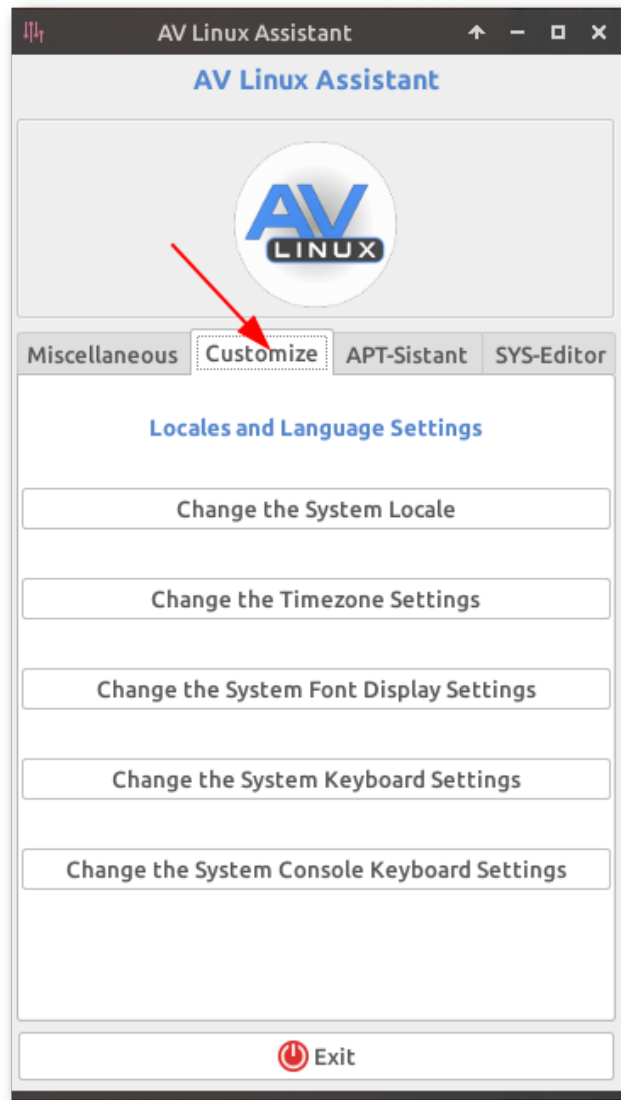 AV Linux Assistant
AV Linux Assistant
AV
LINUX
Miscellaneous Customize APT-Sistant SYS-Editor
Locales and Language Settings
Change the System Locale
Change the Timezone Settings
Change the System Font Display Settings
Change the System Keyboard Settings
Change the System Console Keyboard Settings
Exit